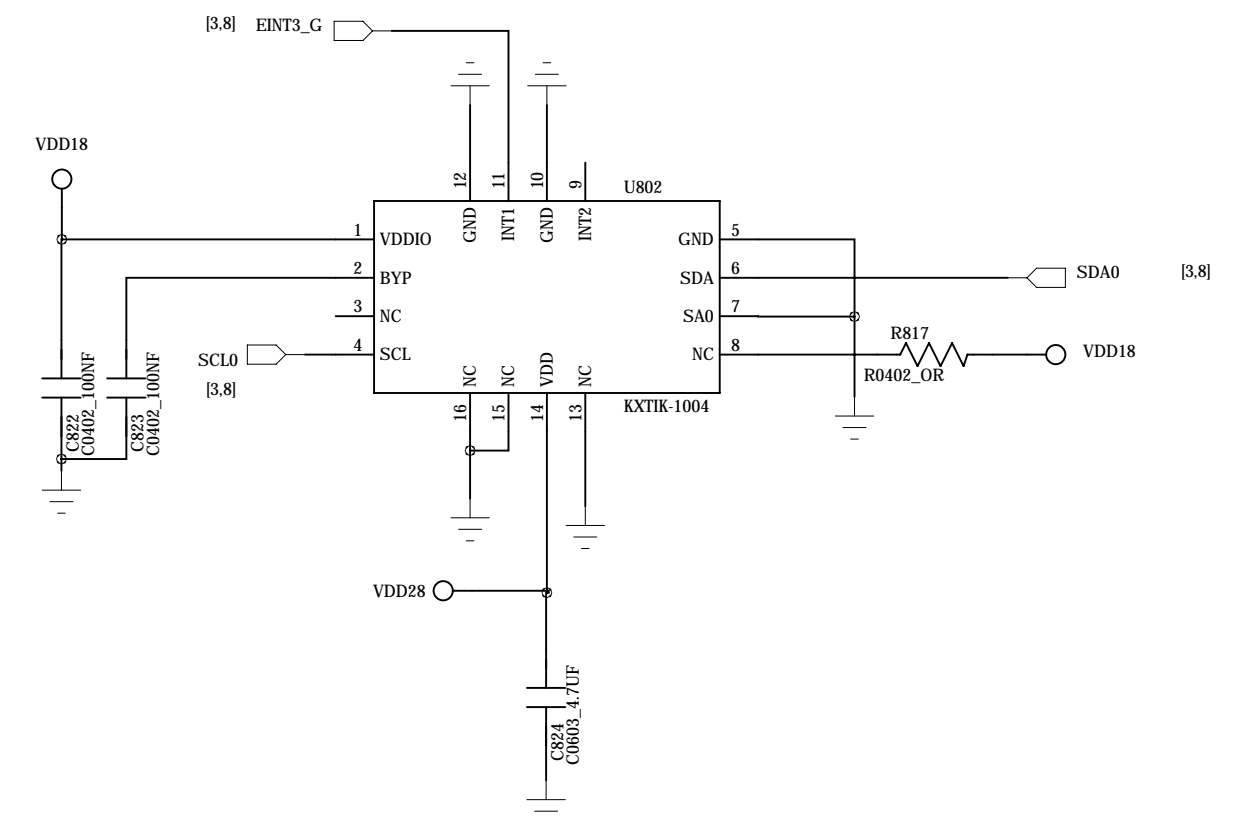 [3,8] EINT3_G
VDD18
12
11
10
9
U802
GND
INT1
GND
INT2
1
VDDIO
GND
5
2
BYP
SDA
6
SDA0
[3,8]
3
NC
SA0
7
R817
4
SCL
NC
8
VDD18
SCL0
[3,8]
R0402_OR
NC
NC
VDD
NC
KXTIK-1004
16
15
14
13
C822
C0402_100NF
C823
C0402_100NF
VDD28
C824
C0603_4.7UF